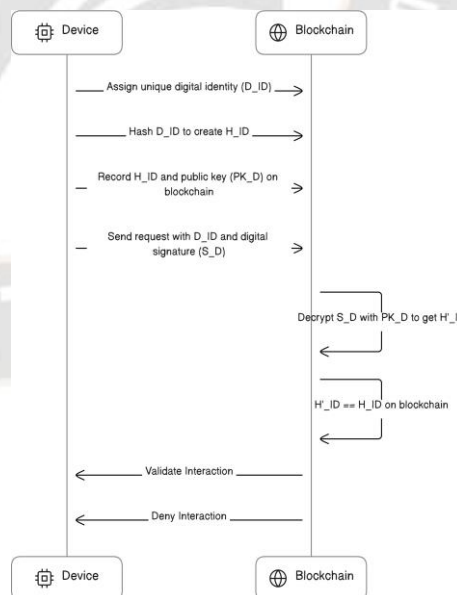 Device
Blockchain
Assign unique digital identity (D_ID)
Hash D_ID to create H_ID
Record H_ID and public key (PK_D) on
blockchain
Send request with D_ID and digital
signature (S_D)
Decrypt S_D with PK_D to get H'_I
H'_ID == H_ID on blockchain
Validate Interaction
Deny Interaction
Device
Blockchain